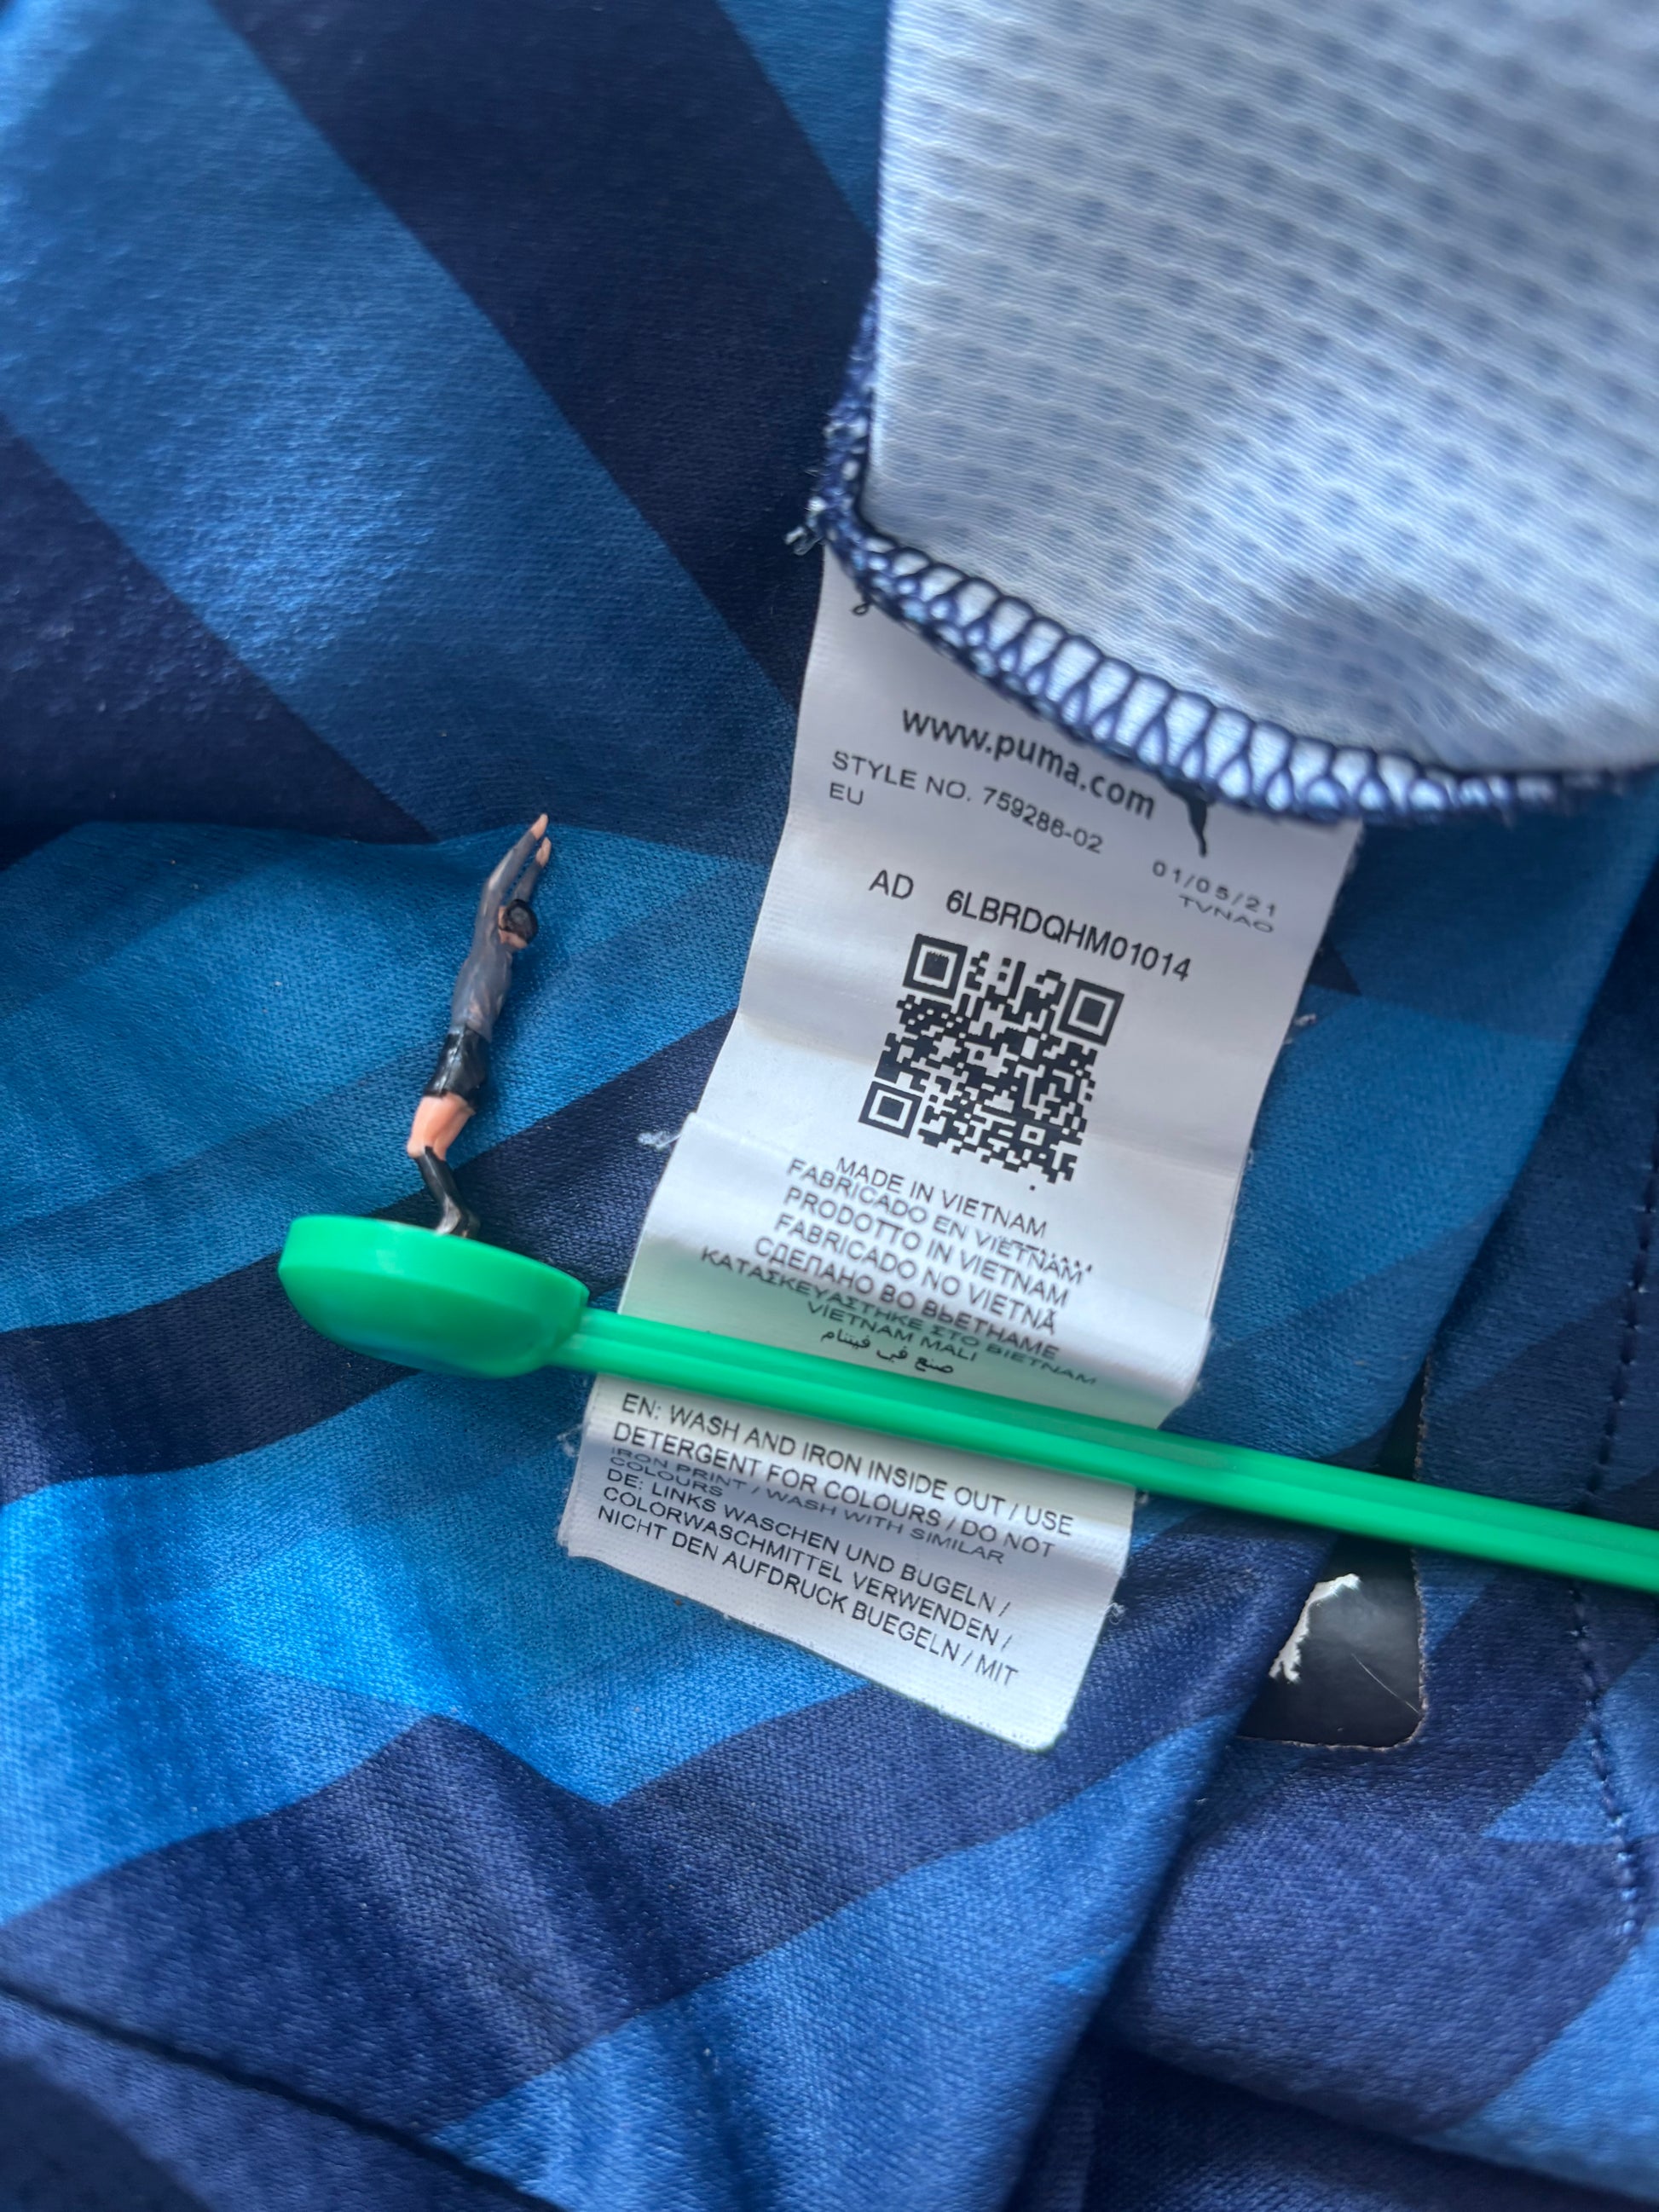 www.puma.com
STYLE NO. 759286-02
EU
01/05/21
TVNAO
AD 6LBRDQHM01014
MADE IN VIETNAM
FABRICADO EN VIETNAM
PRODOTTO IN VIETNAM
FABRICADO NO VIETNÃ
СДЕЛАНО ВО ВЬЕТНАМЕ
ΚΑΤΑΣΚΕΥΑΣΤΗΚΕ ΣΤΟ ΒΙΕΤΝΑΜ
VIETNAM MALI
صنع في فيتنام
EN: WASH AND IRON INSIDE OUT / USE
DETERGENT FOR COLOURS / DO NOT
IRON PRINT / WASH WITH SIMILAR
COLOURS
DE: LINKS WASCHEN UND BUGELN /
COLORWASCHMITTEL VERWENDEN /
NICHT DEN AUFDRUCK BUEGELN / MIT